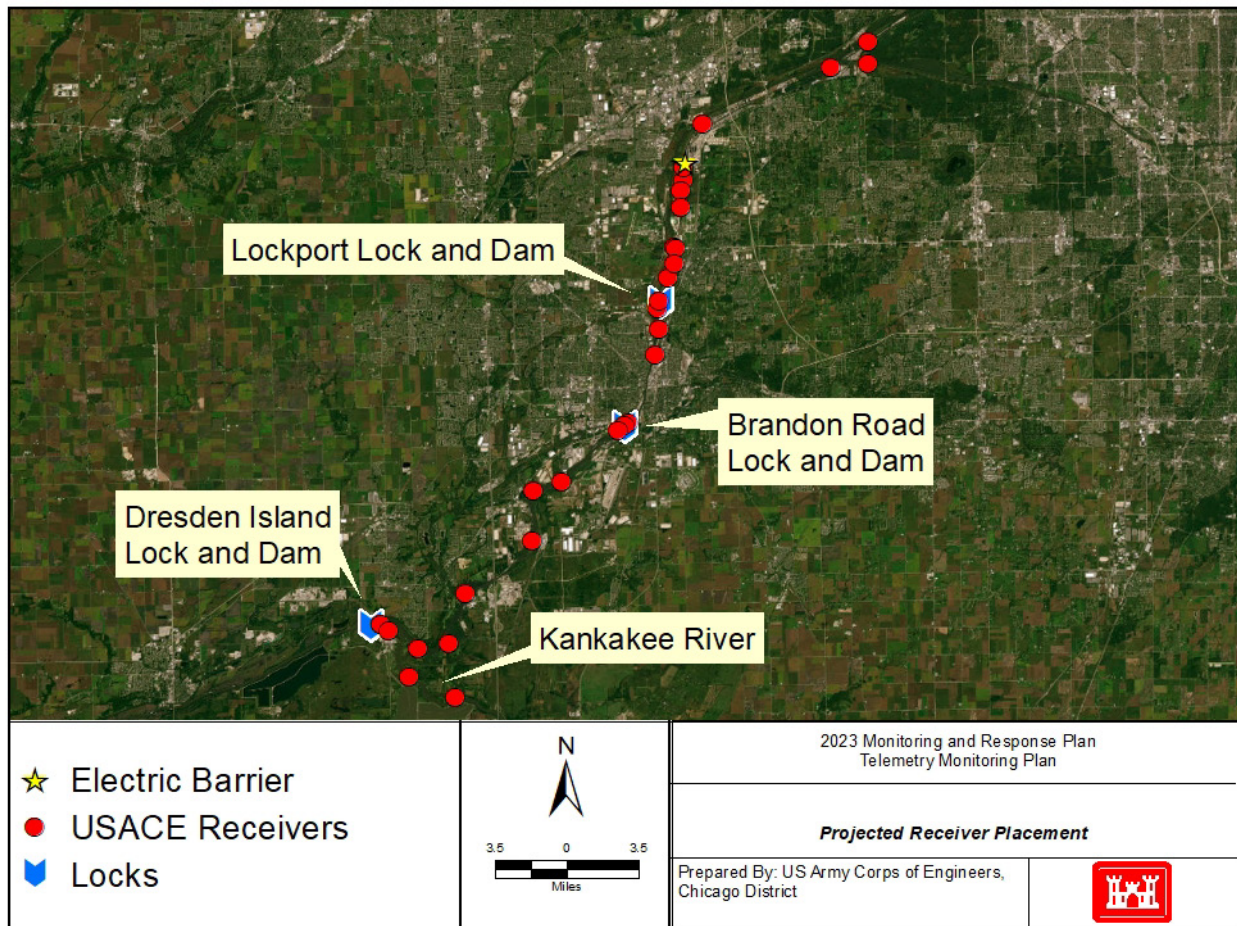 Lockport Lock and Dam
Brandon Road
Lock and Dam
Dresden Island
Lock and Dam
Kankakee River
Electric Barrier
USACE Receivers
Locks
N
3.5 0 3.5
Miles
2023 Monitoring and Response Plan
Telemetry Monitoring Plan
Projected Receiver Placement
Prepared By: US Army Corps of Engineers,
Chicago District